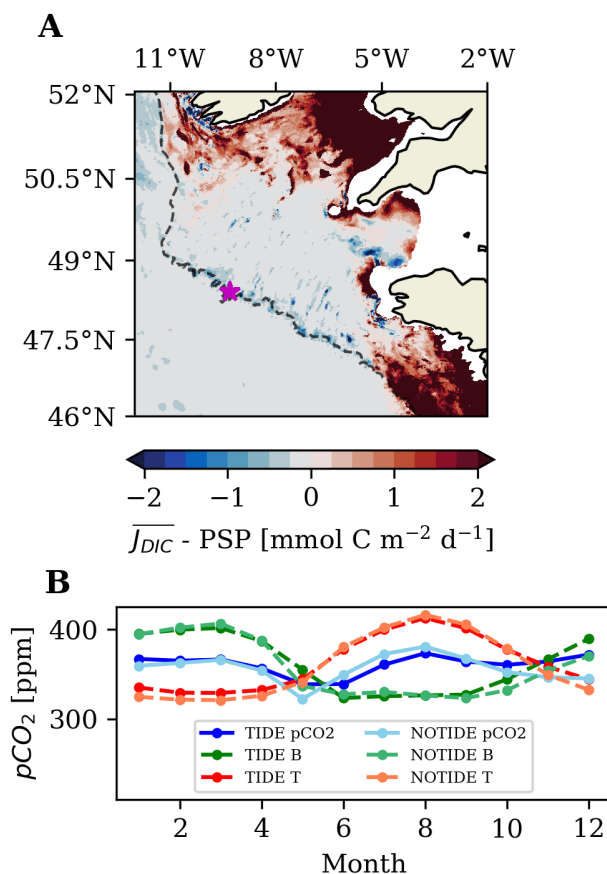 A
11°W 8°W 5°W 2°W
52°N
50.5°N
49°N
47.5°N
46°N
−2 −1 0 1 2
J_DIC - PSP [mmol C m⁻² d⁻¹]
B
400
300
pCO₂ [ppm]
TIDE pCO2 NOTIDE pCO2
TIDE B NOTIDE B
TIDE T NOTIDE T
2 4 6 8 10 12
Month